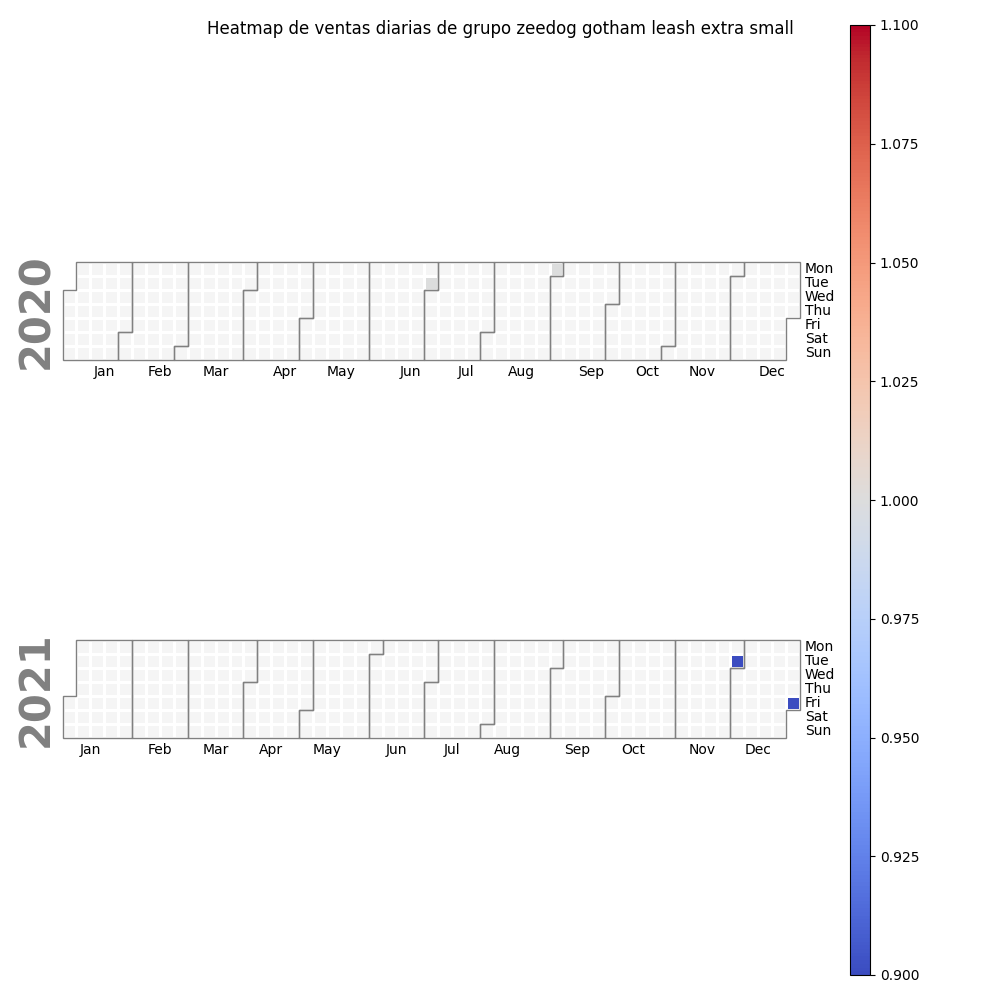 Heatmap de ventas diarias de grupo zeedog gotham leash extra small
2020
Mon
Tue
Wed
Thu
Fri
Sat
Sun
Jan Feb Mar Apr May Jun Jul Aug Sep Oct Nov Dec
2021
Mon
Tue
Wed
Thu
Fri
Sat
Sun
Jan Feb Mar Apr May Jun Jul Aug Sep Oct Nov Dec
1.100
1.075
1.050
1.025
1.000
0.975
0.950
0.925
0.900